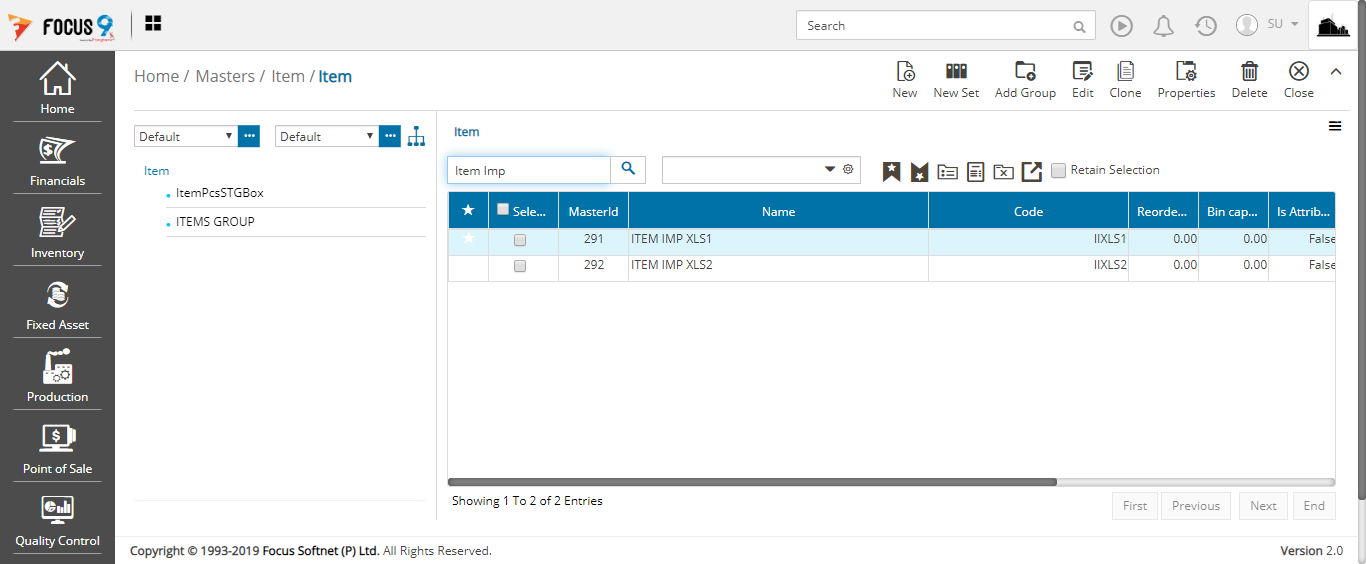 FOCUS 9
Search
SU
Home
Financials
Inventory
Fixed Asset
Production
Point of Sale
Quality Control
Home / Masters / Item / Item
New
New Set
Add Group
Edit
Clone
Properties
Delete
Close
Default
Default
Item
ItemPcsSTGBox
ITEMS GROUP
Item
Item Imp
Retain Selection
Sele... MasterId Name Code Reorde... Bin cap... Is Attrib...
291 ITEM IMP XLS1 IIXLS1 0.00 0.00 False
292 ITEM IMP XLS2 IIXLS2 0.00 0.00 False
Showing 1 To 2 of 2 Entries
First Previous Next End
Copyright © 1993-2019 Focus Softnet (P) Ltd. All Rights Reserved.
Version 2.0